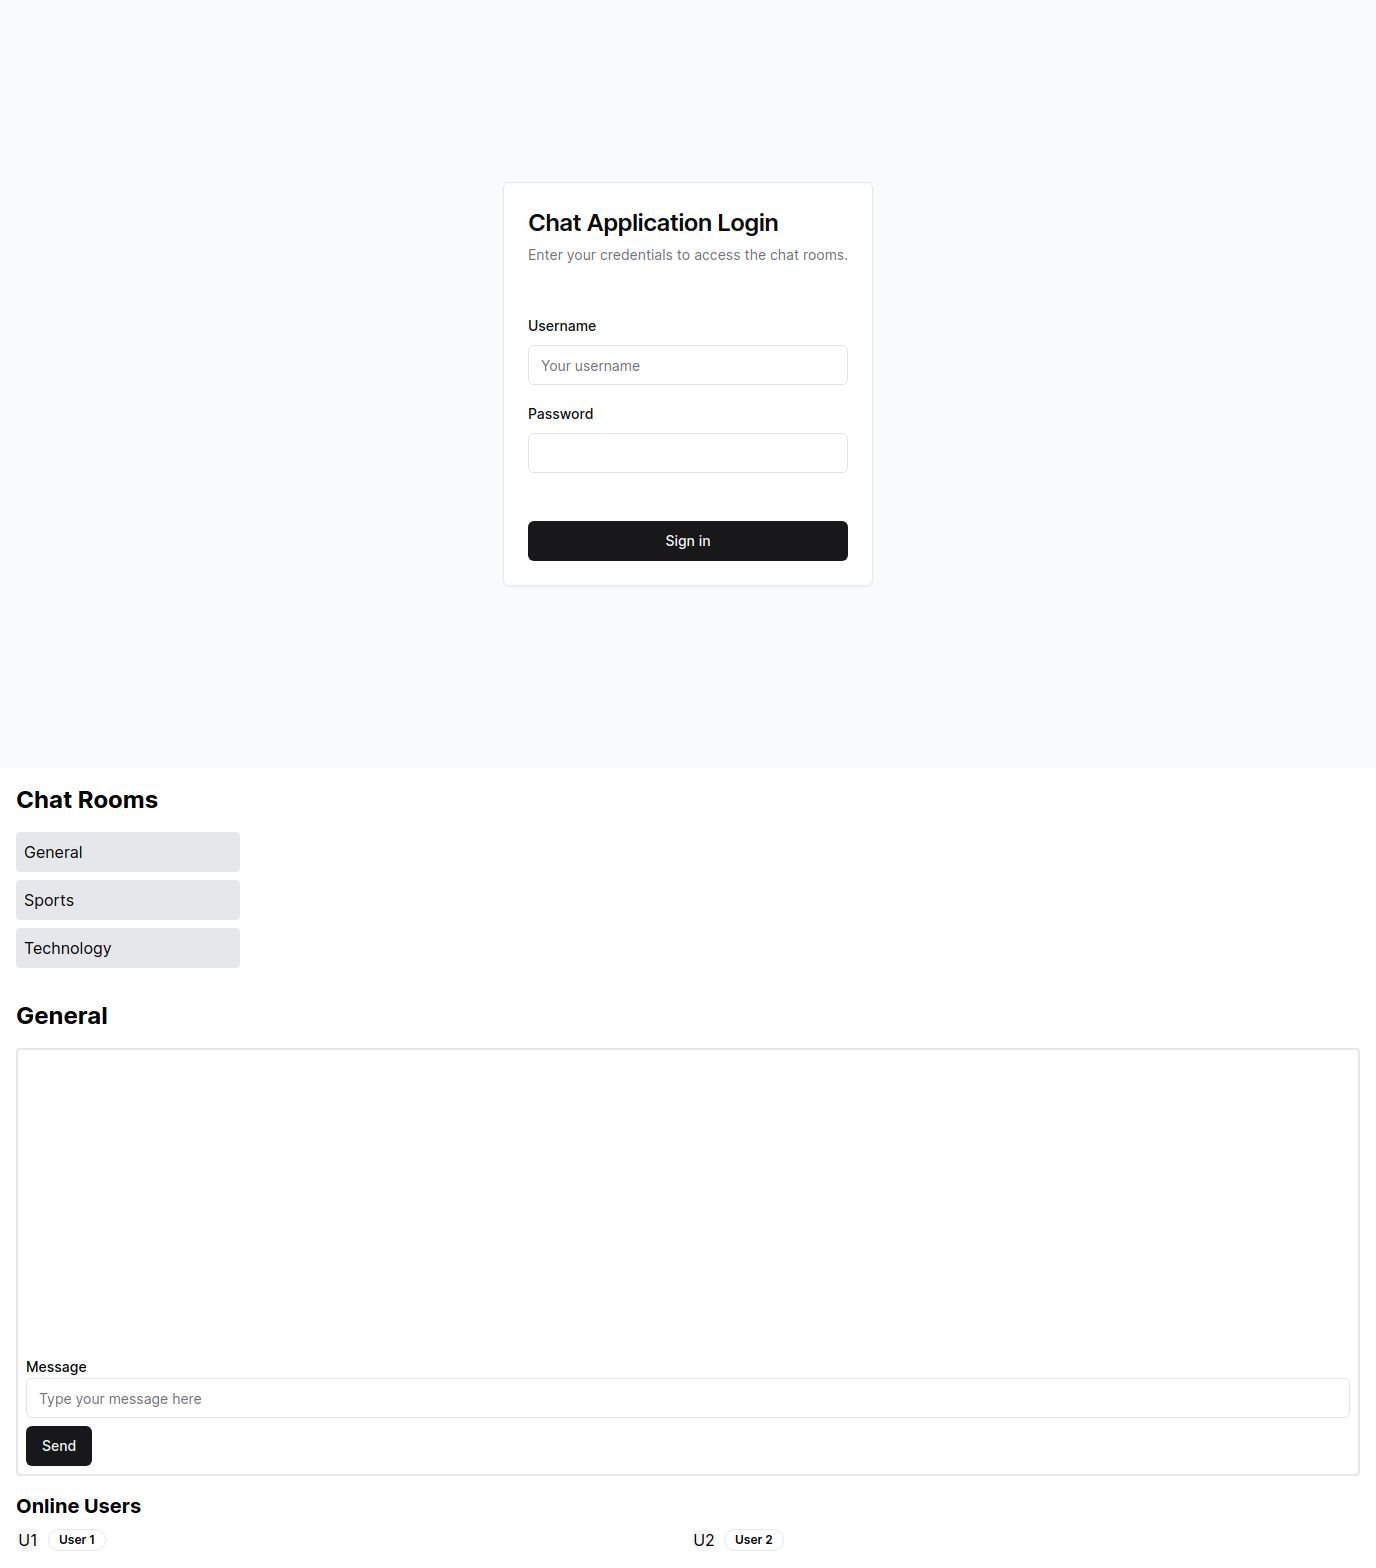 Chat Application Login
Enter your credentials to access the chat rooms.
Username
Your username
Password
Sign in
Chat Rooms
General
Sports
Technology
General
Message
Type your message here
Send
Online Users
U1 User 1 U2 User 2